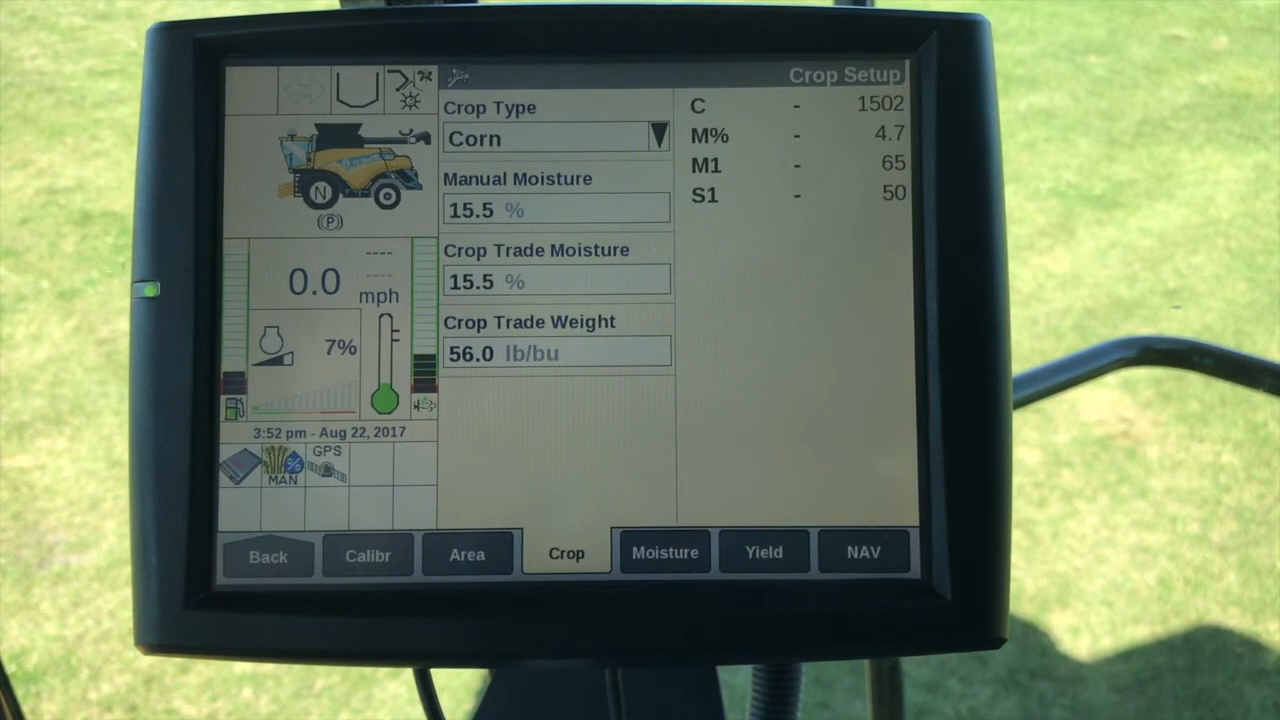 Crop Setup
Crop Type
Corn
Manual Moisture
15.5 %
Crop Trade Moisture
15.5 %
Crop Trade Weight
56.0 lb/bu
C - 1502
M% - 4.7
M1 - 65
S1 - 50
N
(P)
----
----
0.0
mph
7%
3:52 pm - Aug 22, 2017
%
MAN
GPS
Back
Calibr
Area
Crop
Moisture
Yield
NAV